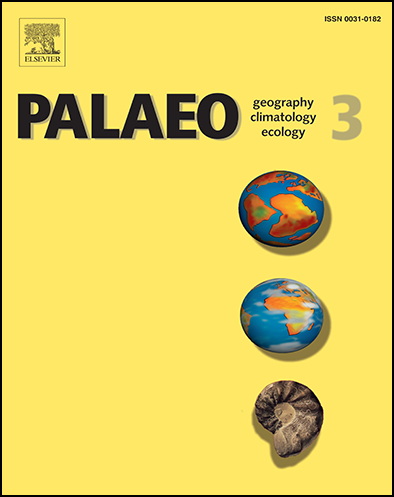 ISSN 0031-0182
ELSEVIER
PALAEO
geography
climatology
ecology
3